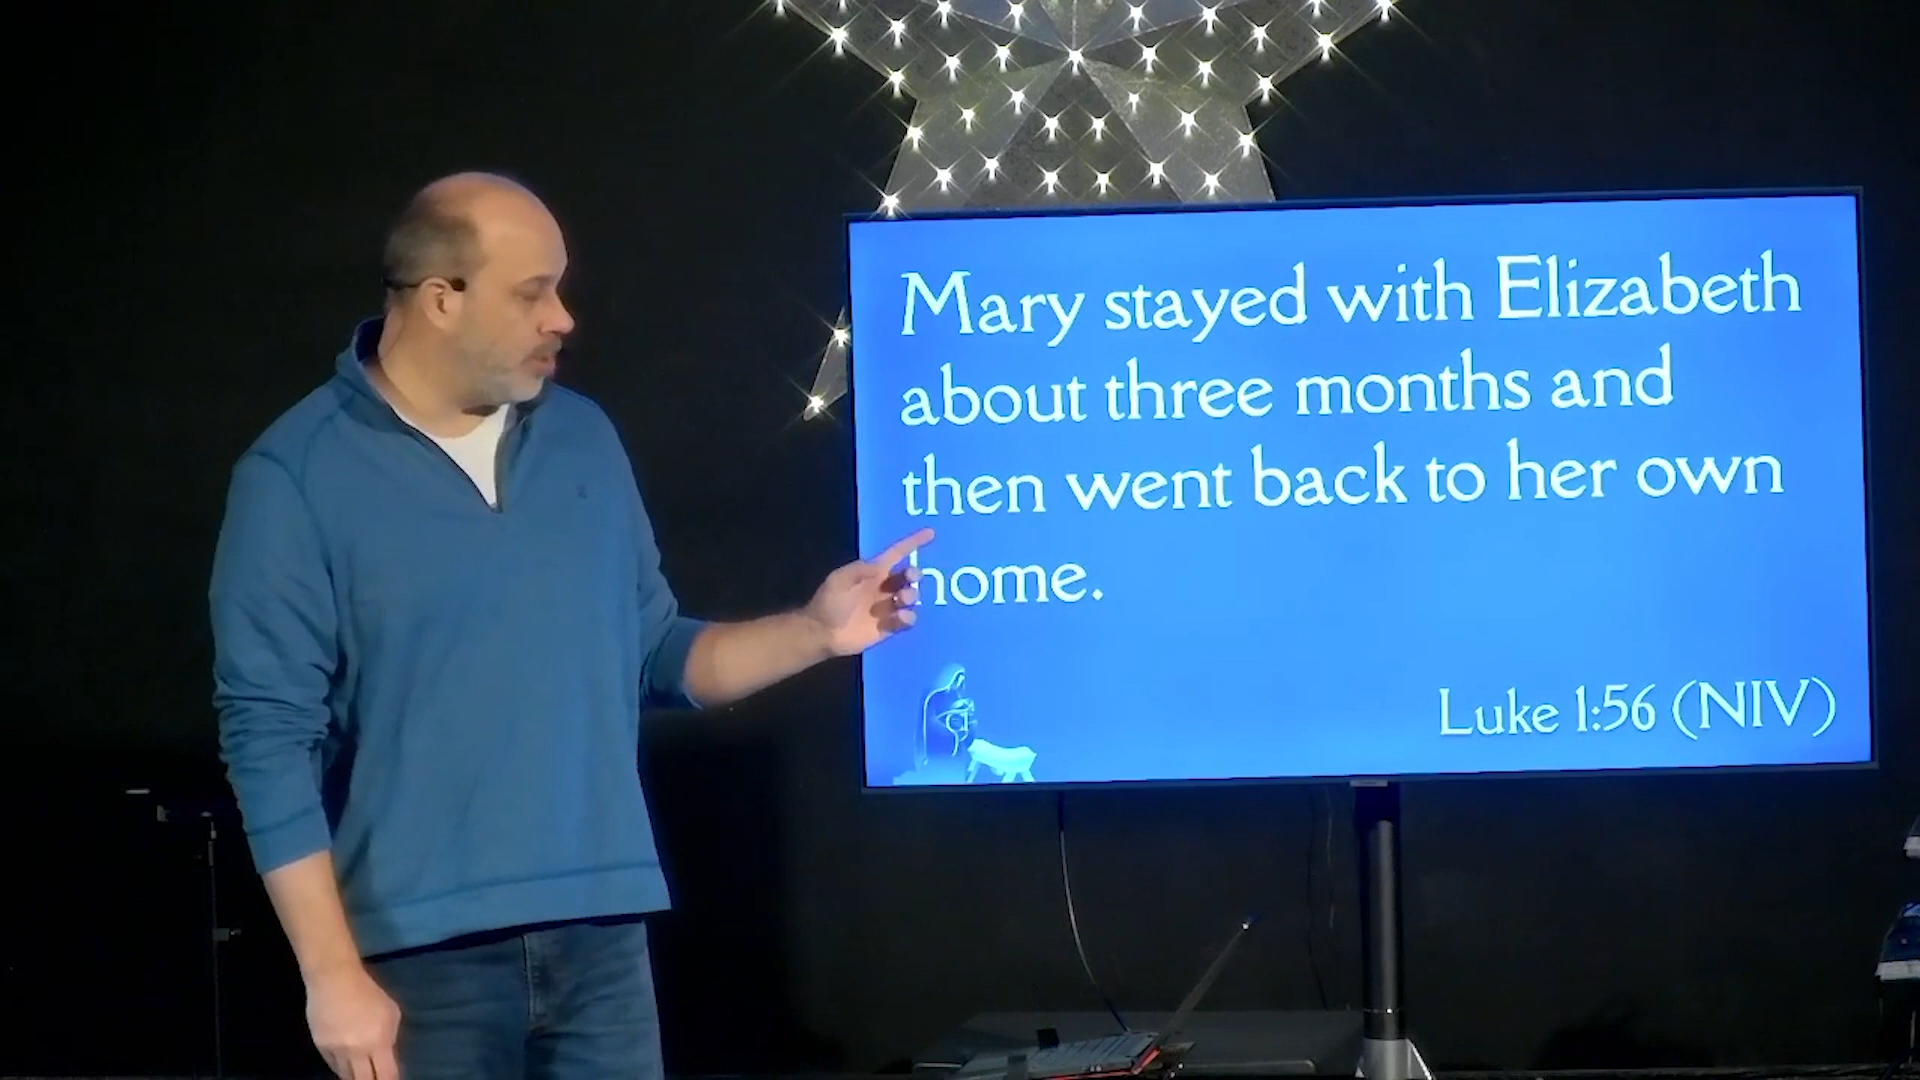 Mary stayed with Elizabeth
about three months and
then went back to her own
home.
Luke 1:56 (NIV)